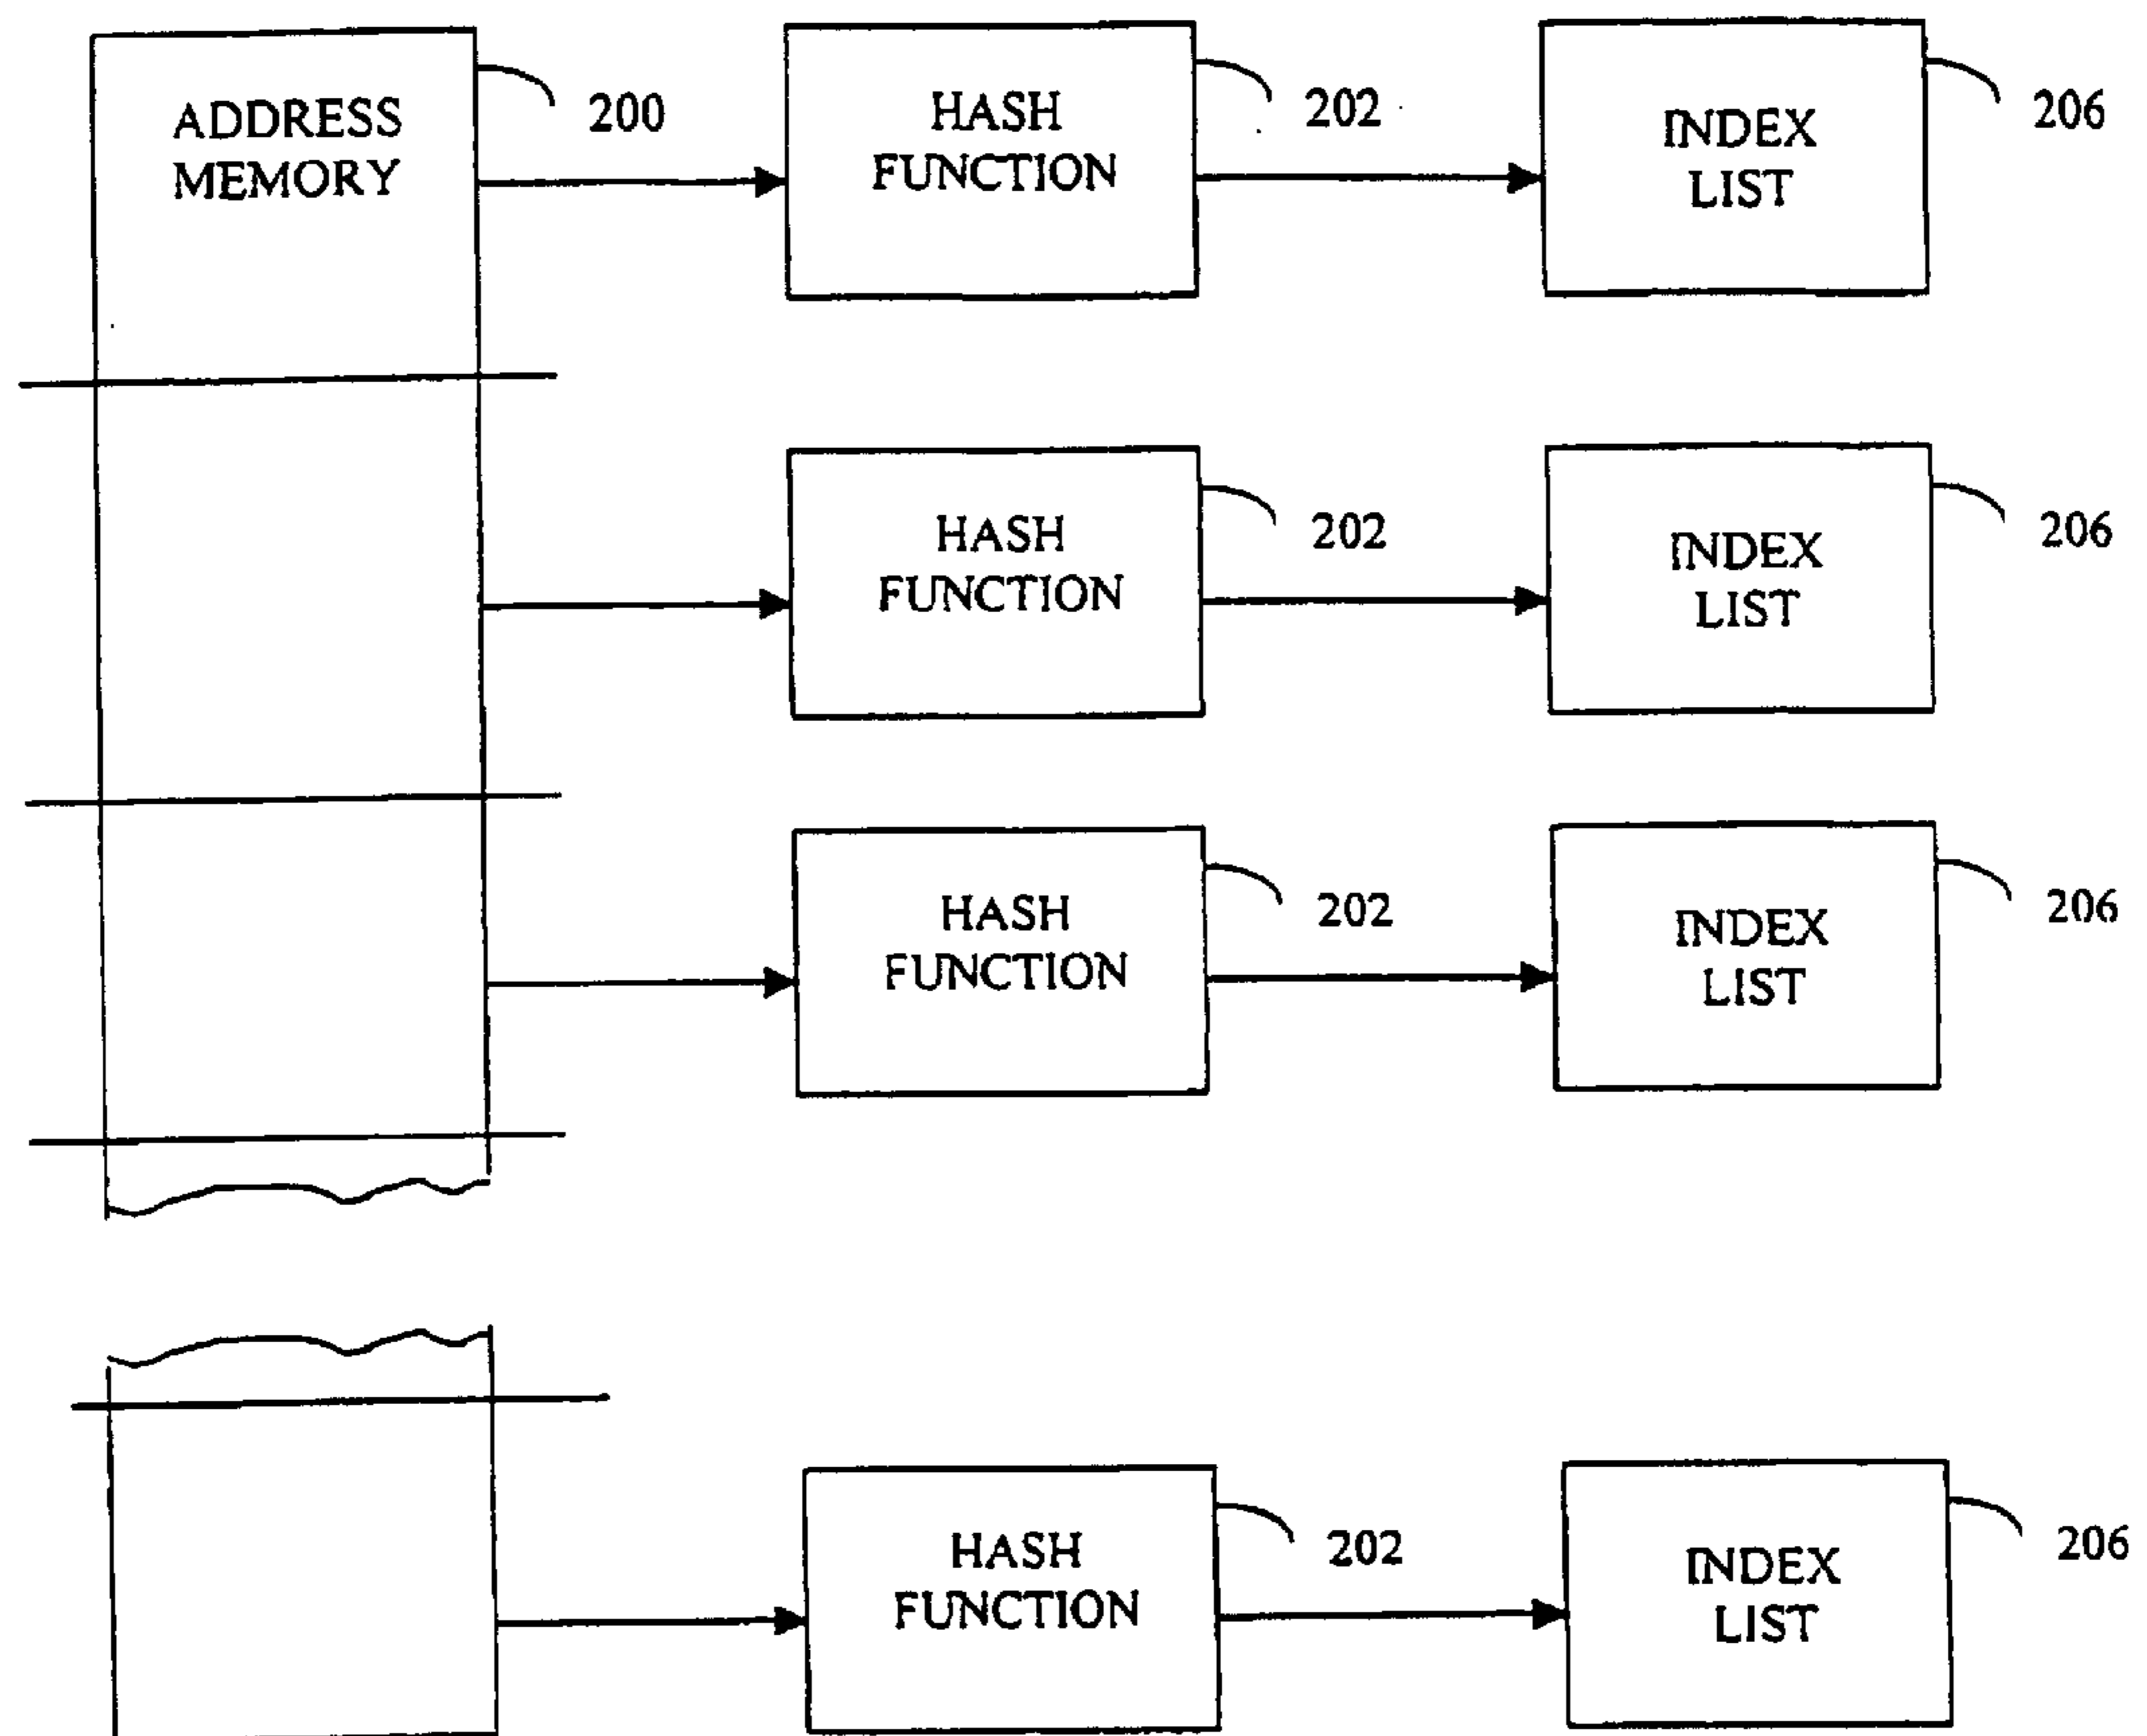 ADDRESS
MEMORY
200
HASH
FUNCTION
202
INDEX
LIST
206
HASH
FUNCTION
202
INDEX
LIST
206
HASH
FUNCTION
202
INDEX
LIST
206
HASH
FUNCTION
202
INDEX
LIST
206